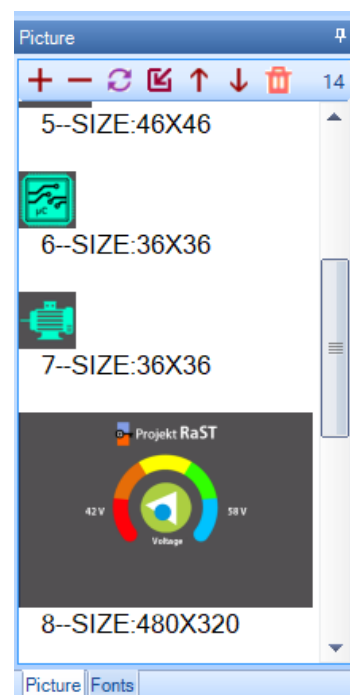 Picture
14
5--SIZE:46X46
µC
6--SIZE:36X36
7--SIZE:36X36
Projekt RaST
42 V
58 V
Voltage
8--SIZE:480X320
Picture Fonts